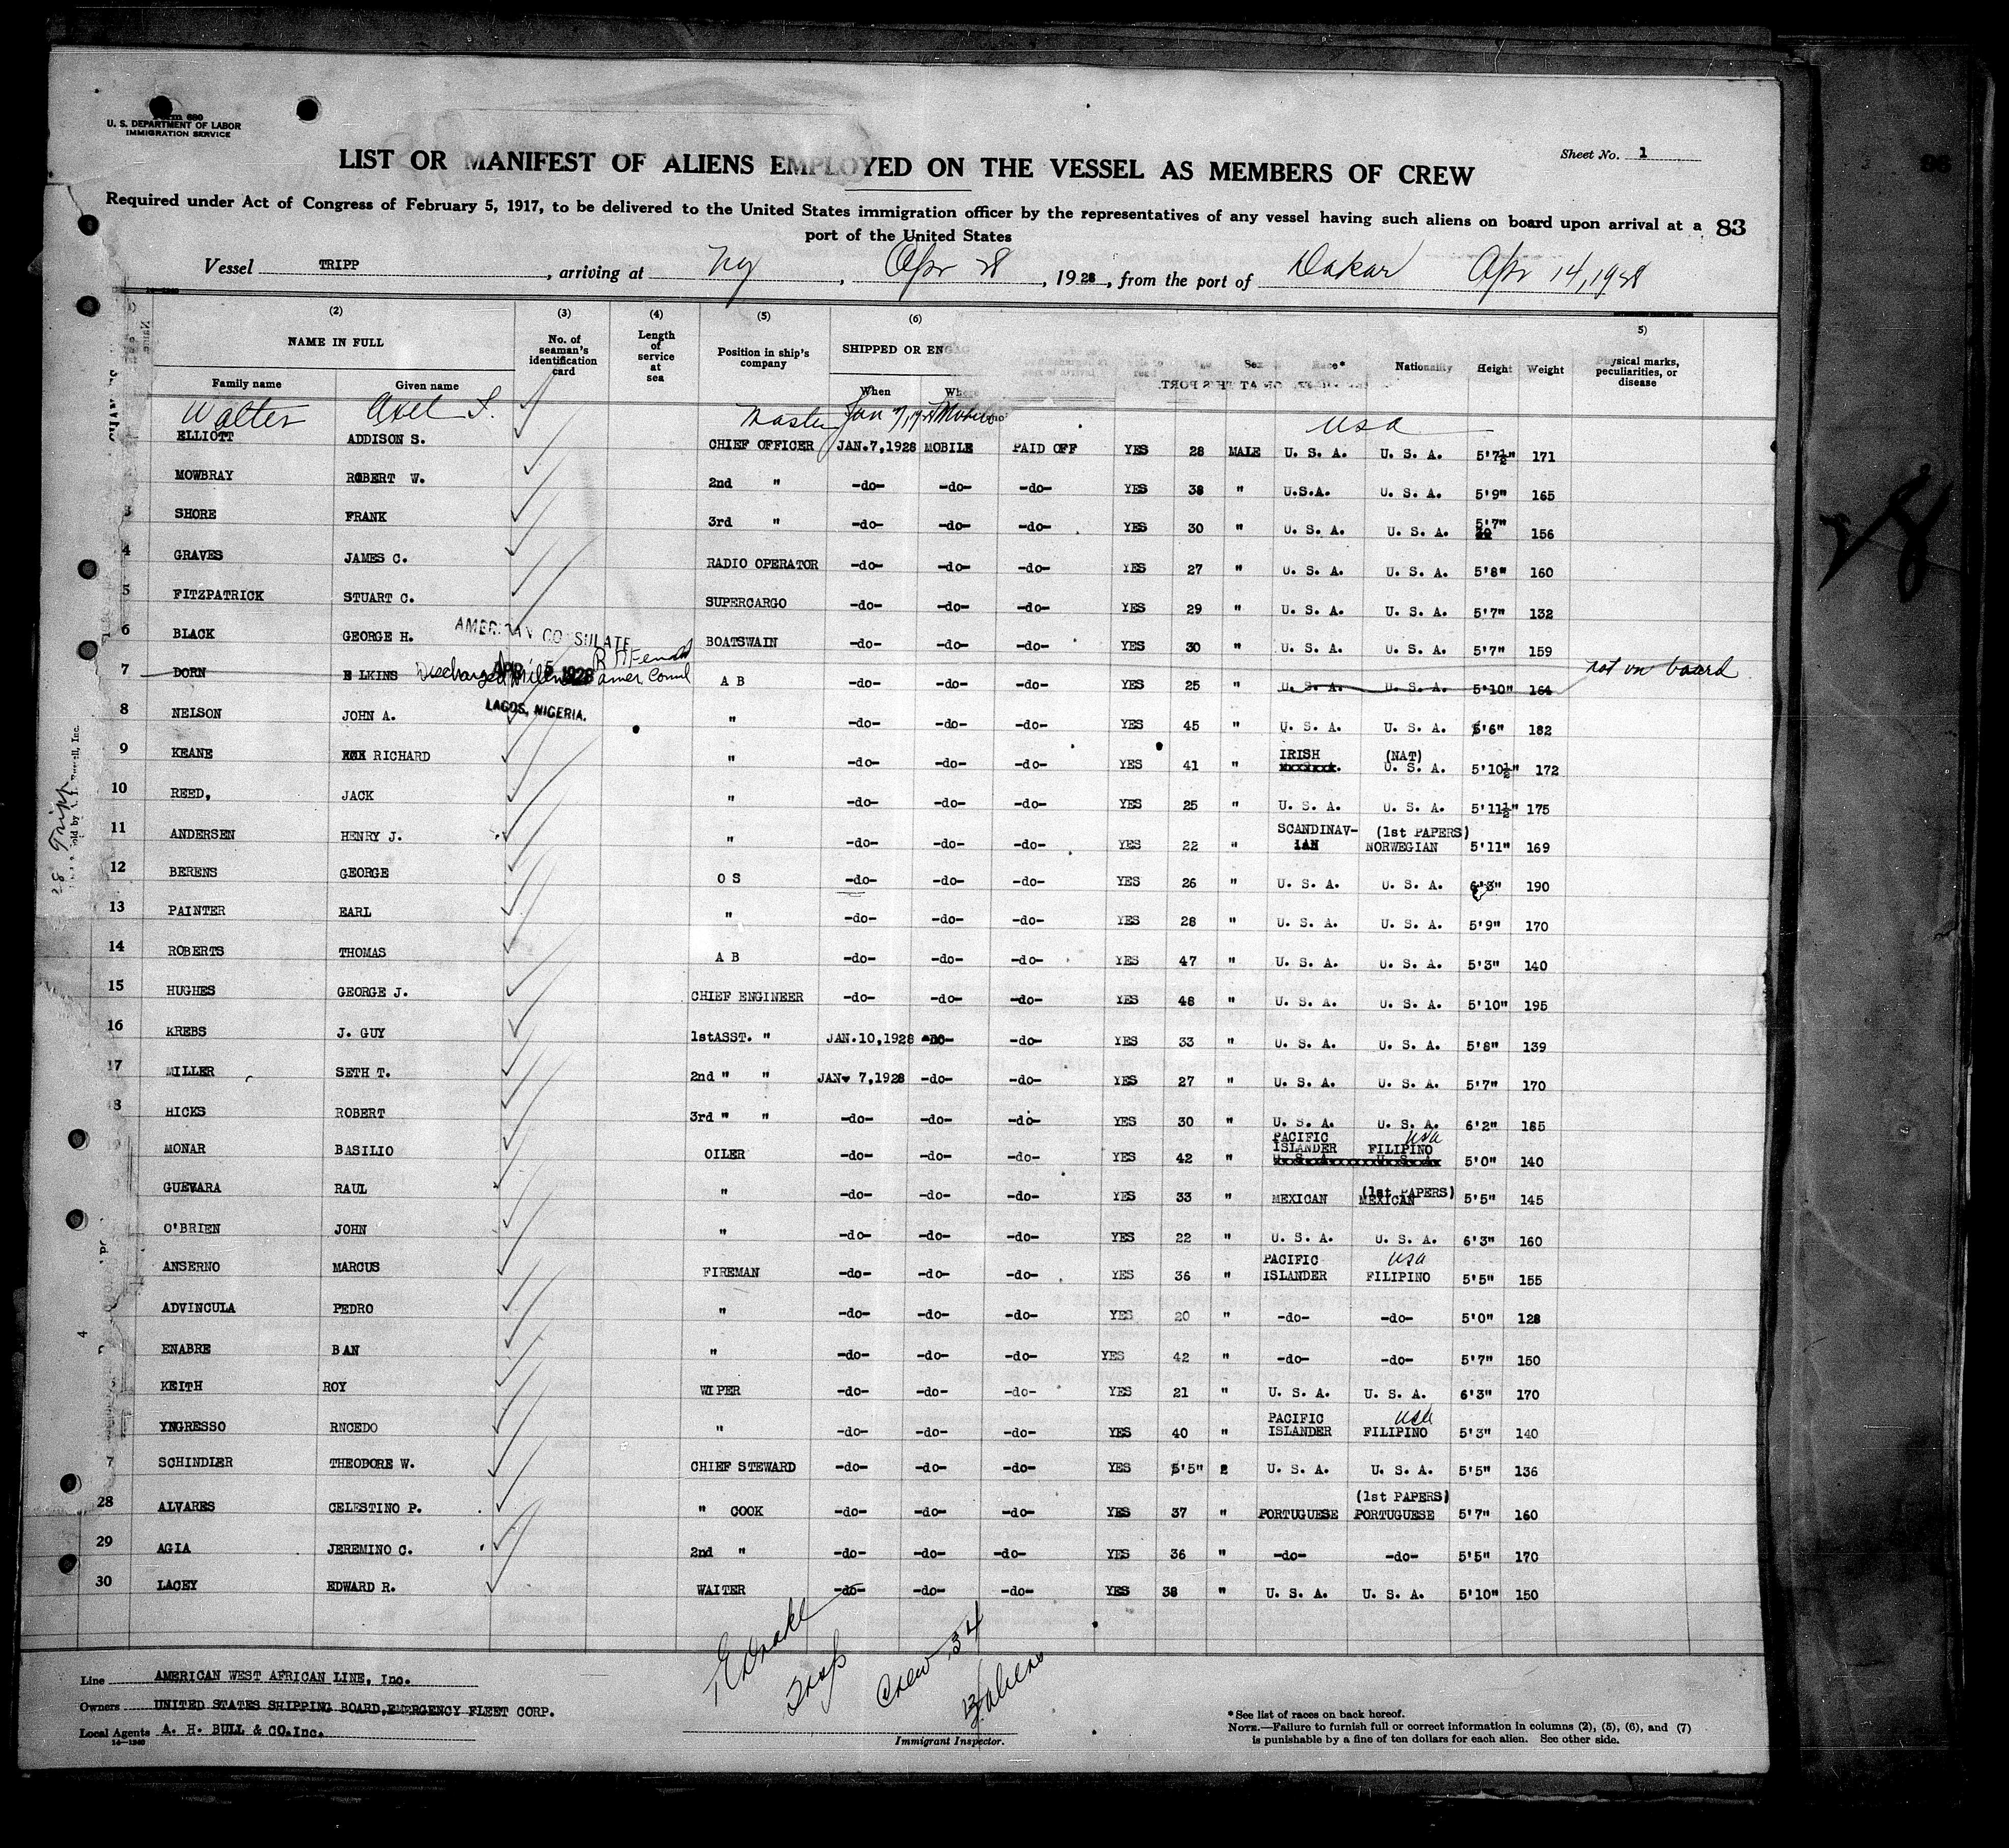 Form 680
U. S. DEPARTMENT OF LABOR
IMMIGRATION SERVICE
Sheet No. 1
LIST OR MANIFEST OF ALIENS EMPLOYED ON THE VESSEL AS MEMBERS OF CREW
Required under Act of Congress of February 5, 1917, to be delivered to the United States immigration officer by the representatives of any vessel having such aliens on board upon arrival at a
port of the United States
83
Vessel TRIPP, arriving at Ny, Apr 28, 1928, from the port of Dakar Apr 14, 1928
(2) (3) (4) (5) (6) 5)
NAME IN FULL No. of seaman's identification card Length of service at sea Position in ship's company SHIPPED OR ENGAG Sex Race* Nationality Height Weight Physical marks, peculiarities, or disease
Family name Given name When Where
Walter Axel Master Jan 7, USA
ELLIOTT ADDISON S. CHIEF OFFICER JAN.7,1928 MOBILE PAID OFF YES 28 MALE U. S. A. U. S. A. 5'7½" 171
MOWBRAY ROBERT W. 2nd " -do- -do- -do- YES 38 " U.S.A. U. S. A. 5'9" 165
3 SHORE FRANK 3rd " -do- -do- -do- YES 30 " U. S. A. U. S. A. 5'7" 156
4 GRAVES JAMES C. RADIO OPERATOR -do- -do- -do- YES 27 " U. S. A. U. S. A. 5'8" 160
5 FITZPATRICK STUART C. SUPERCARGO -do- -do- -do- YES 29 " U. S. A. U. S. A. 5'7" 132
6 BLACK GEORGE H. BOATSWAIN -do- -do- -do- YES 30 " U. S. A. U. S. A. 5'7" 159
AMERICAN CONSULATE
7 DORN ELKINS Discharged APR 5 1928 Amer Consul A B -do- -do- -do- YES 25 " U. S. A. U. S. A. 5'10" 164 not on board
LAGOS, NIGERIA.
8 NELSON JOHN A. " -do- -do- -do- YES 45 " U. S. A. U. S. A. 5'6" 182
9 KEANE RICHARD " -do- -do- -do- YES 41 " IRISH (NAT) U. S. A. 5'10½" 172
10 REED, JACK " -do- -do- -do- YES 25 " U. S. A. U. S. A. 5'11½" 175
11 ANDERSEN HENRY J. " -do- -do- -do- YES 22 " SCANDINAV-IAN (1st PAPERS) NORWEGIAN 5'11" 169
12 BERENS GEORGE O S -do- -do- -do- YES 26 " U. S. A. U. S. A. 6'3" 190
13 PAINTER EARL " -do- -do- -do- YES 28 " U. S. A. U. S. A. 5'9" 170
14 ROBERTS THOMAS A B -do- -do- -do- YES 47 " U. S. A. U. S. A. 5'3" 140
15 HUGHES GEORGE J. CHIEF ENGINEER -do- -do- -do- YES 48 " U. S. A. U. S. A. 5'10" 195
16 KREBS J. GUY 1stASST. " JAN.10,1928 -do- -do- YES 33 " U. S. A. U. S. A. 5'8" 139
17 MILLER SETH T. 2nd " " JAN. 7,1928 -do- -do- YES 27 " U. S. A. U. S. A. 5'7" 170
18 HICKS ROBERT 3rd " " -do- -do- -do- YES 30 " U. S. A. U. S. A. 6'2" 185
MONAR BASILIO OILER -do- -do- -do- YES 42 " PACIFIC ISLANDER FILIPINO usa 5'0" 140
GUEVARA RAUL " -do- -do- -do- YES 33 " MEXICAN (1st PAPERS) MEXICAN 5'5" 145
O'BRIEN JOHN " -do- -do- -do- YES 22 " U. S. A. U. S. A. 6'3" 160
ANSERNO MARCUS FIREMAN -do- -do- -do- YES 36 " PACIFIC ISLANDER usa FILIPINO 5'5" 155
ADVINCULA PEDRO " -do- -do- -do- YES 20 " -do- -do- 5'0" 128
ENABRE BAN " -do- -do- -do- YES 42 " -do- -do- 5'7" 150
KEITH ROY WIPER -do- -do- -do- YES 21 " U. S. A. U. S. A. 6'3" 170
YNGRESSO RNCEDO " -do- -do- -do- YES 40 " PACIFIC ISLANDER usa FILIPINO 5'3" 140
7 SCHINDLER THEODORE W. CHIEF STEWARD -do- -do- -do- YES 5'5" 2 U. S. A. U. S. A. 5'5" 136
28 ALVARES CELESTINO P. " COOK -do- -do- -do- YES 37 " PORTUGUESE (1st PAPERS) PORTUGUESE 5'7" 160
29 AGIA JEREMINO C. 2nd " -do- -do- -do- YES 36 " -do- -do- 5'5" 170
30 LACEY EDWARD R. WAITER -do- -do- -do- YES 38 " U. S. A. U. S. A. 5'10" 150
Crew 34
aliens
Line AMERICAN WEST AFRICAN LINE, Inc.
Owners UNITED STATES SHIPPING BOARD,EMERGENCY FLEET CORP.
Local Agents A. H. BULL & CO.Inc.
14—1240
Immigrant Inspector.
*See list of races on back hereof.
NOTE.—Failure to furnish full or correct information in columns (2), (5), (6), and (7)
is punishable by a fine of ten dollars for each alien. See other side.
28 Tripp